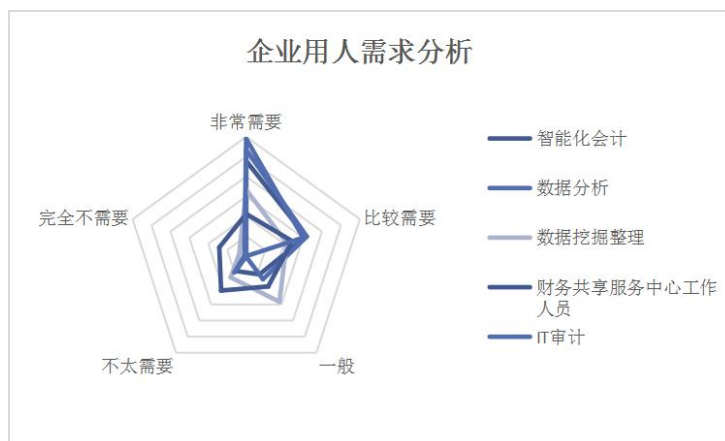 企业用人需求分析
非常需要
比较需要
一般
不太需要
完全不需要
智能化会计
数据分析
数据挖掘整理
财务共享服务中心工作
人员
IT审计